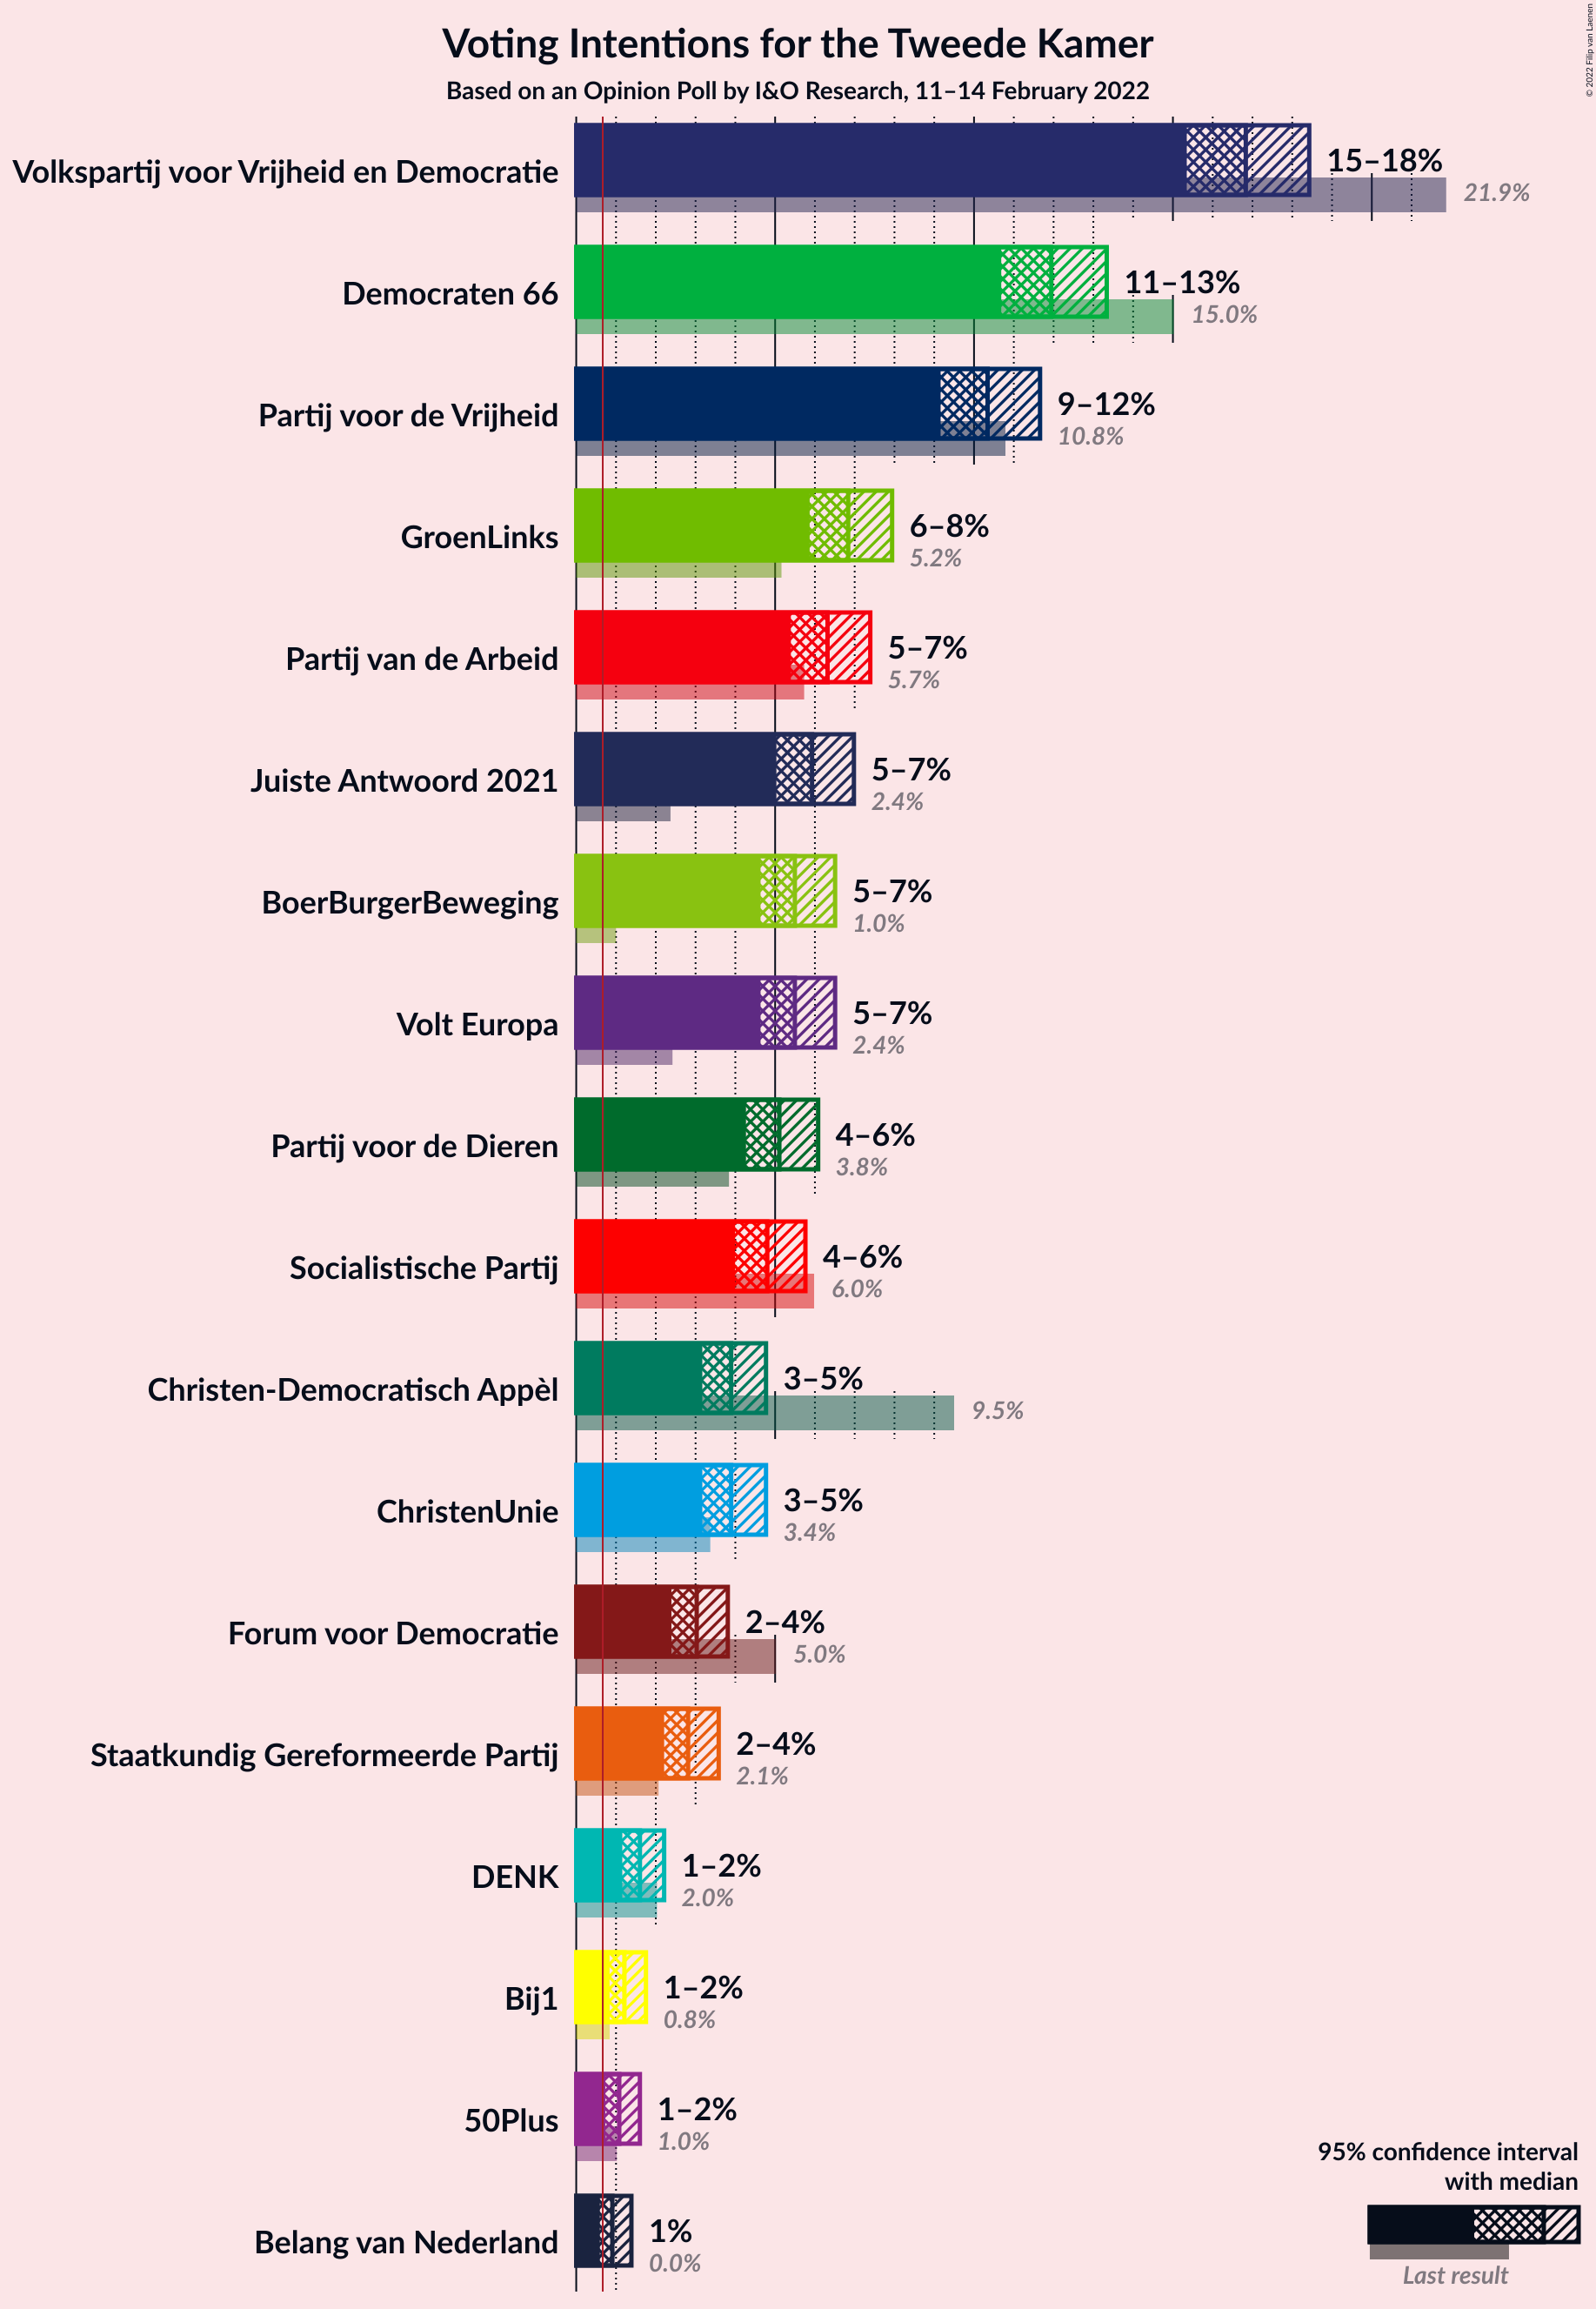 Voting Intentions for the Tweede Kamer
Based on an Opinion Poll by I&O Research, 11–14 February 2022
© 2022 Filip van Laenen
Volkspartij voor Vrijheid en Democratie
15–18%
21.9%
Democraten 66
11–13%
15.0%
Partij voor de Vrijheid
9–12%
10.8%
GroenLinks
6–8%
5.2%
Partij van de Arbeid
5–7%
5.7%
Juiste Antwoord 2021
5–7%
2.4%
BoerBurgerBeweging
5–7%
1.0%
Volt Europa
5–7%
2.4%
Partij voor de Dieren
4–6%
3.8%
Socialistische Partij
4–6%
6.0%
Christen-Democratisch Appèl
3–5%
9.5%
ChristenUnie
3–5%
3.4%
Forum voor Democratie
2–4%
5.0%
Staatkundig Gereformeerde Partij
2–4%
2.1%
DENK
1–2%
2.0%
Bij1
1–2%
0.8%
50Plus
1–2%
1.0%
Belang van Nederland
1%
0.0%
95% confidence interval
with median
Last result